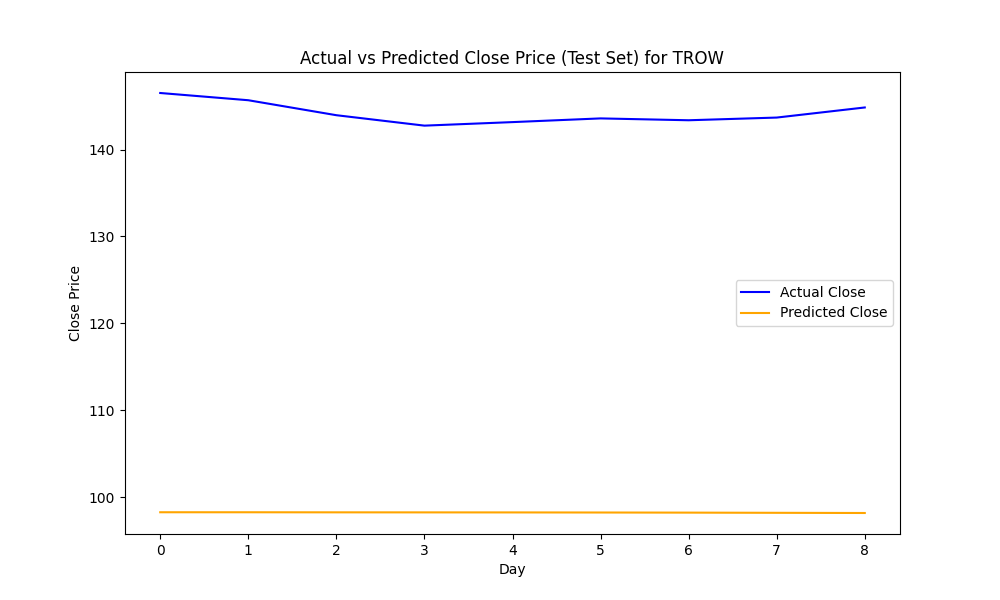 Actual vs Predicted Close Price (Test Set) for TROW
Close Price
140
130
120
110
100
Actual Close
Predicted Close
0 1 2 3 4 5 6 7 8
Day